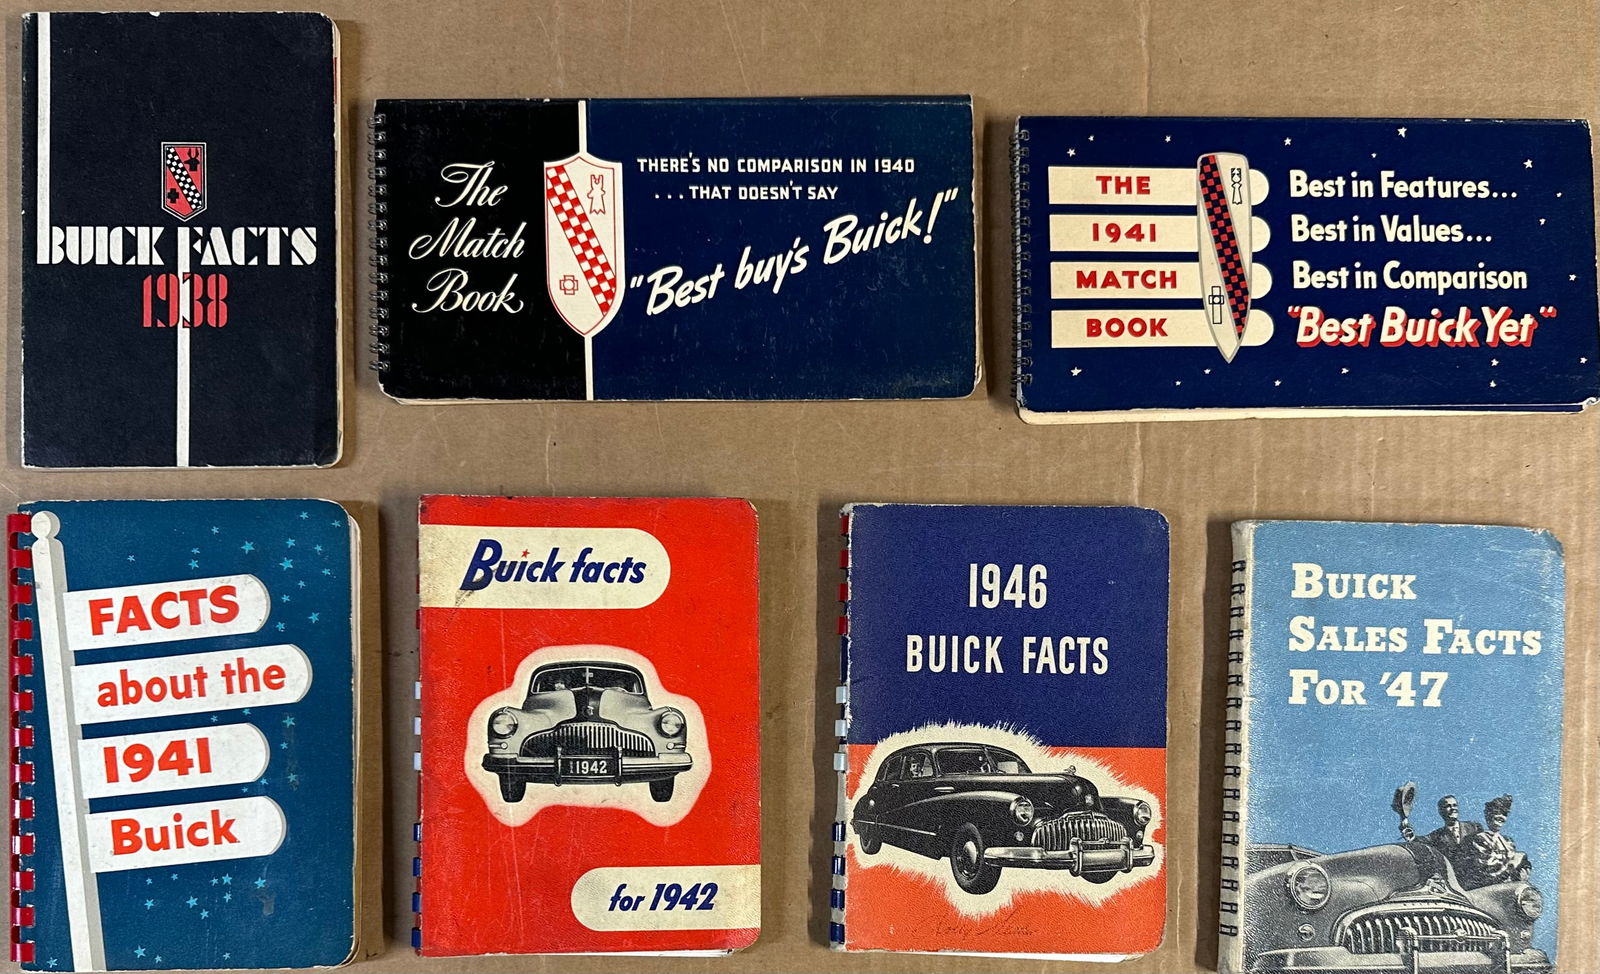 BUICK FACTS
1938
The
Match
Book
THERE'S NO COMPARISON IN 1940
...THAT DOESN'T SAY
"Best buy's Buick!"
THE
1941
MATCH
BOOK
Best in Features...
Best in Values...
Best in Comparison
"Best Buick Yet"
FACTS
about the
1941
Buick
Buick facts
1942
for 1942
1946
BUICK FACTS
BUICK
SALES FACTS
FOR '47